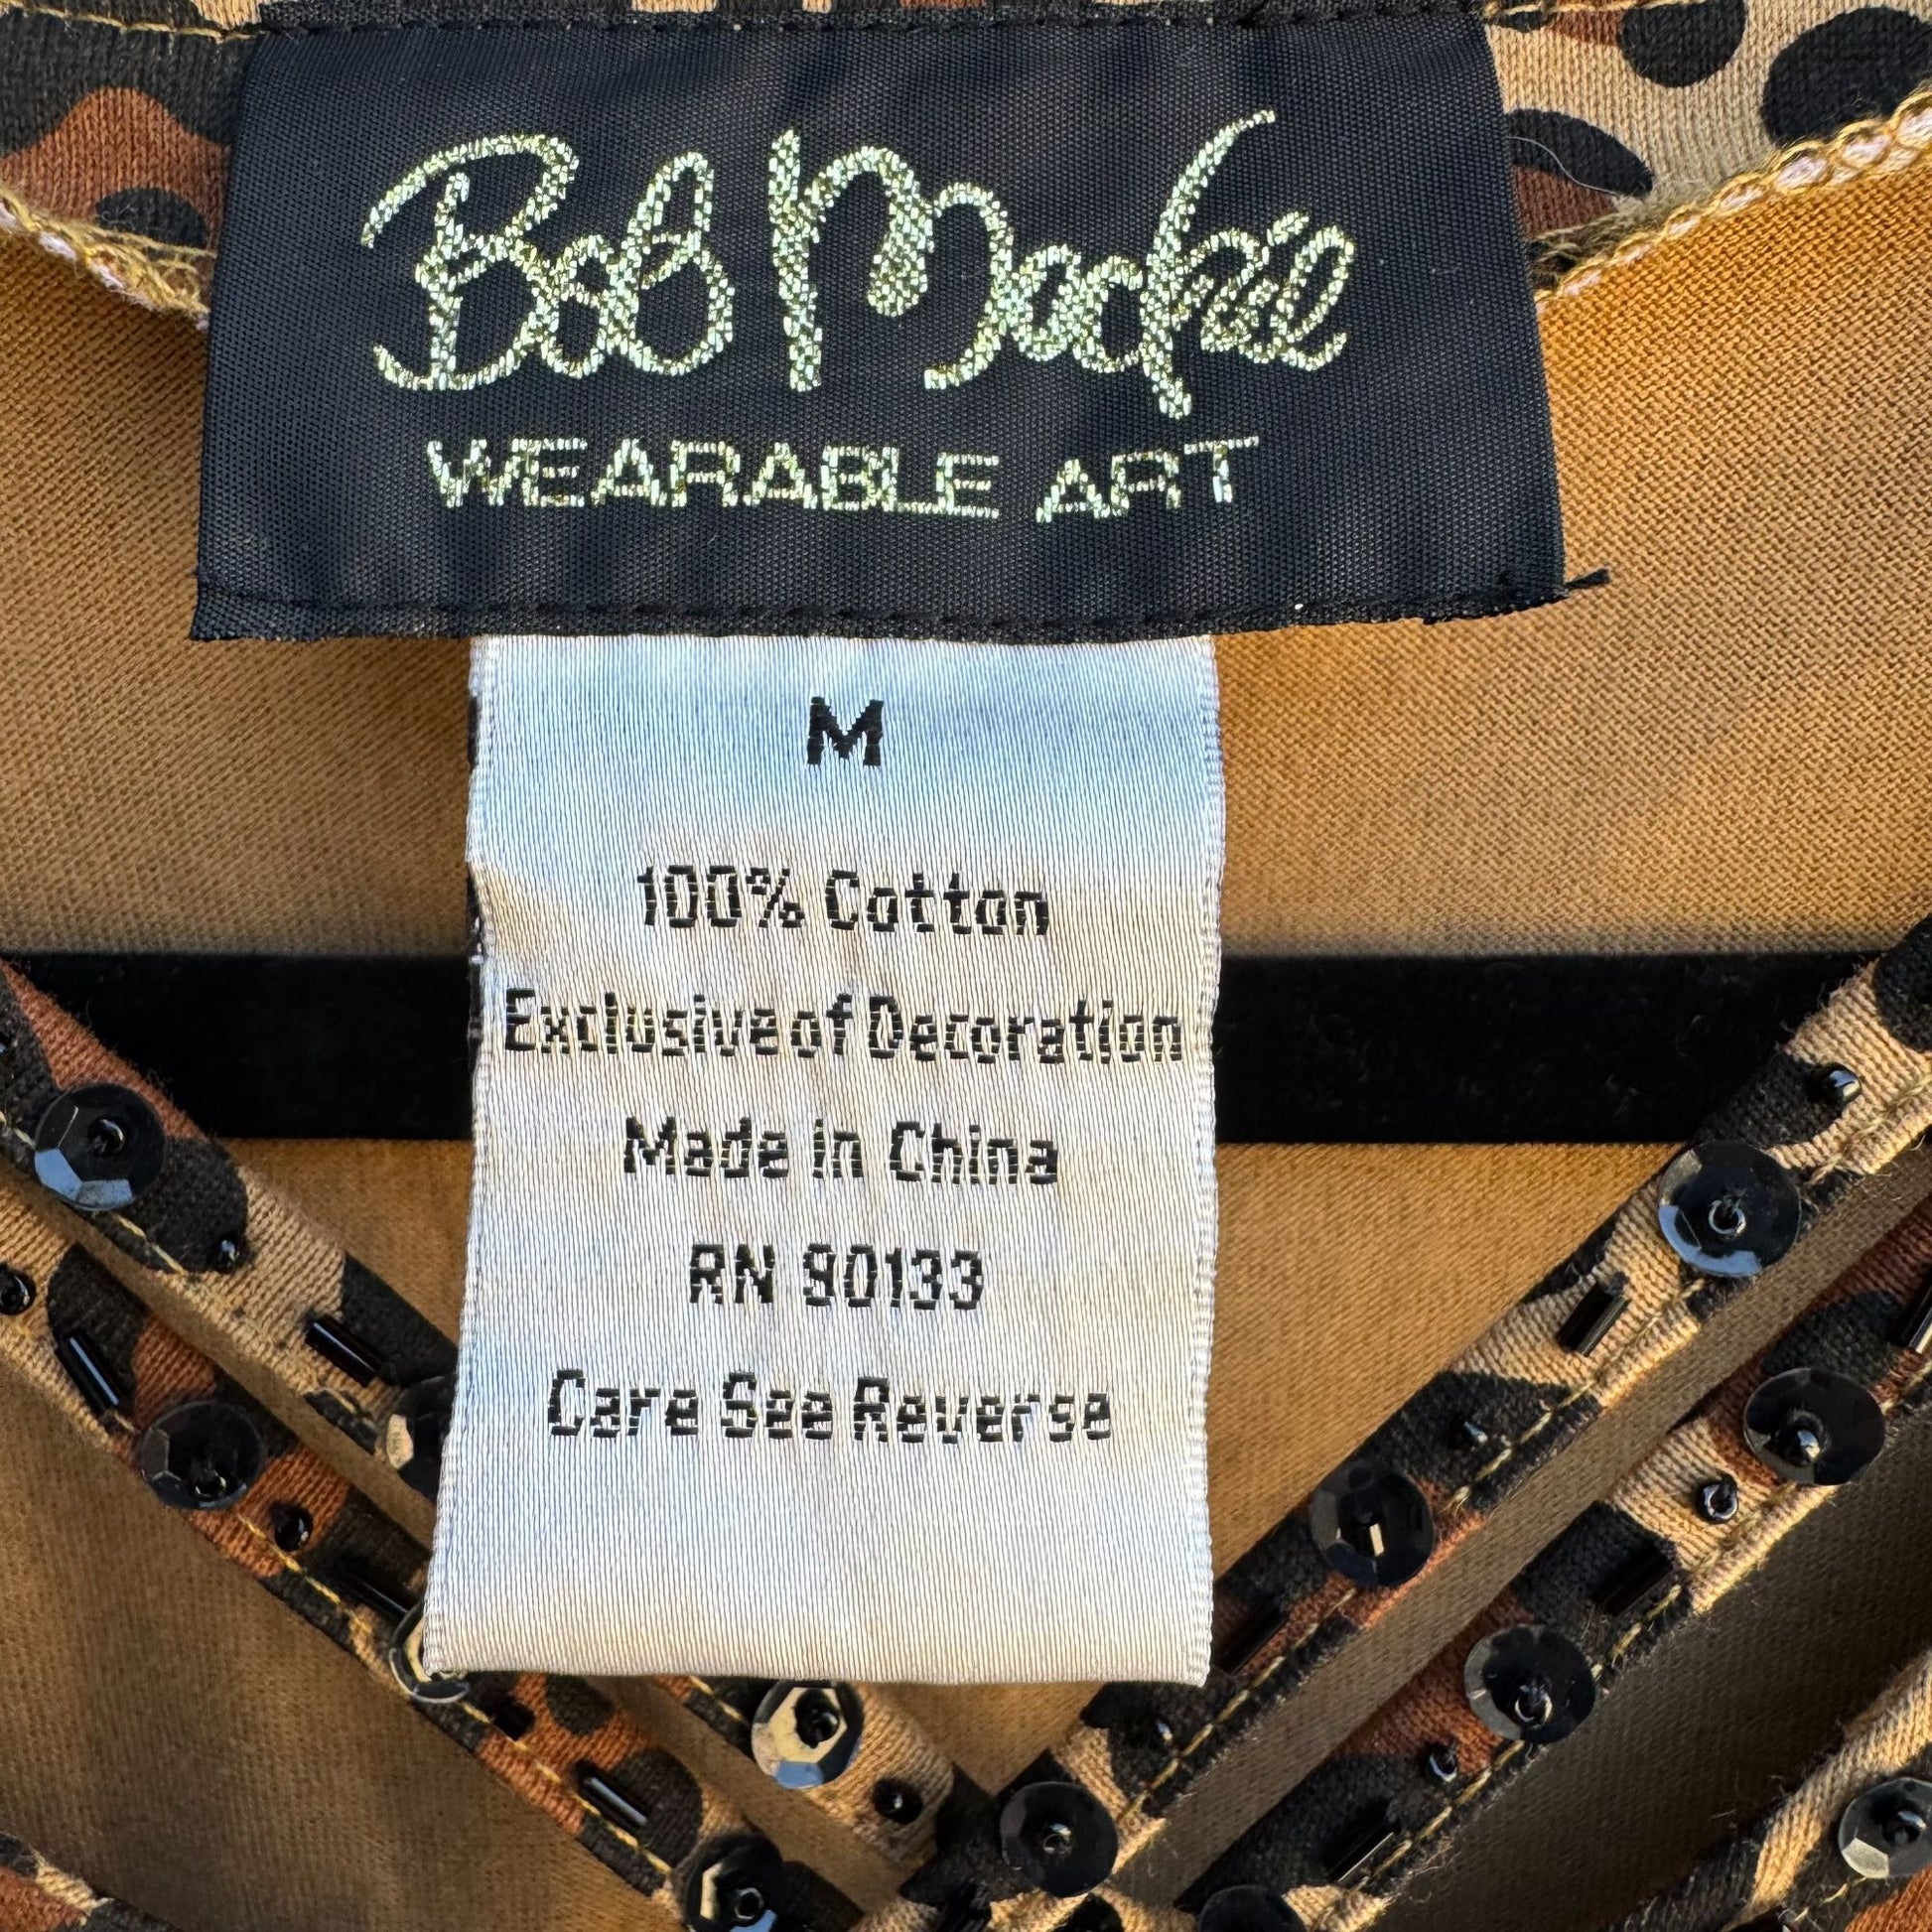 Bob Mackie
WEARABLE ART
M
100% Cotton
Exclusive of Decoration
Made in China
RN 90133
Care See Reverse